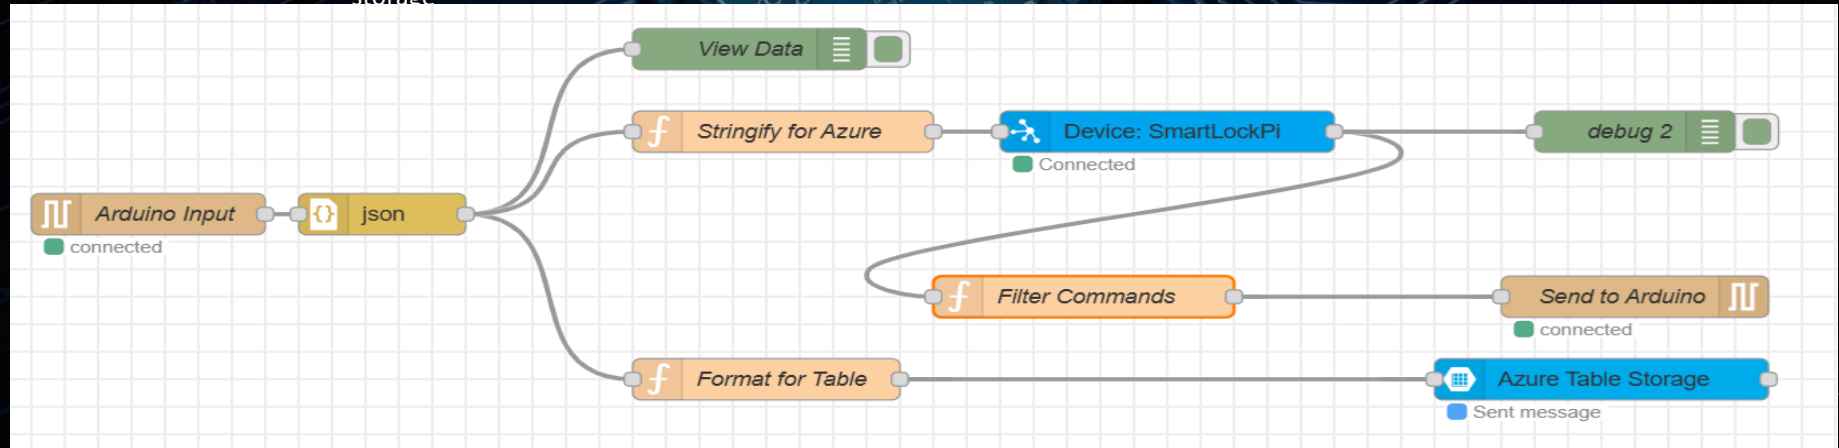 View Data
Stringify for Azure
Device: SmartLockPi
debug 2
Connected
Arduino Input
json
connected
Filter Commands
Send to Arduino
connected
Format for Table
Azure Table Storage
Sent message